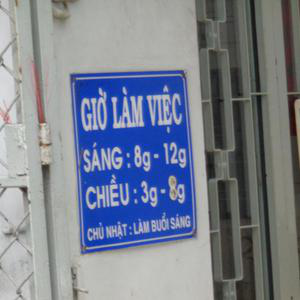 GIỜ LÀM VIỆC
SÁNG : 8g - 12g
CHIỀU : 3g - 8g
CHỦ NHẬT : LÀM BUỔI SÁNG